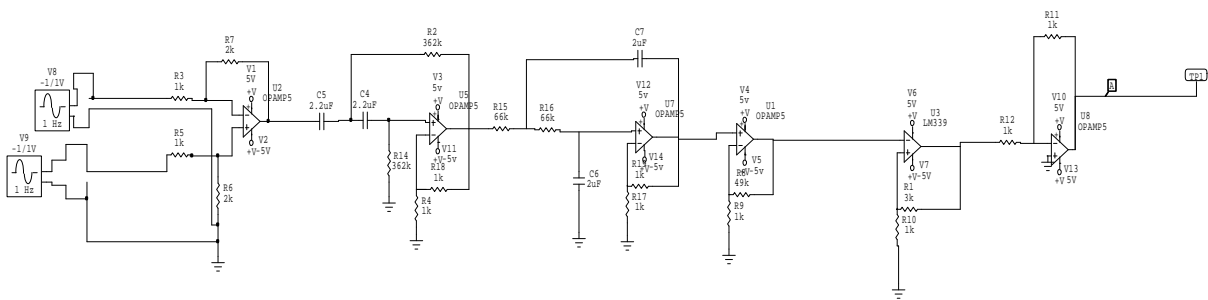 V8
-1/1V
1 Hz
V9
-1/1V
1 Hz
R3
1k
R5
1k
R7
2k
V1
5V
+V
U2
OPAMP5
V2
+V-5V
R6
2k
C5
2.2uF
C4
2.2uF
R2
362k
R14
362k
V3
5V
+V
U5
OPAMP5
V11
+V-5v
R18
1k
R4
1k
R15
66k
R16
66k
C7
2uF
C6
2uF
V12
5v
+V
U7
OPAMP5
V14
+V-5v
1k
R17
1k
V4
5v
+V
U1
OPAMP5
V5
+V-5v
49k
R9
1k
V6
5V
+V
U3
LM339
V7
+V-5V
R1
3k
R10
1k
R12
1k
R11
1k
V10
5V
+V
U8
OPAMP5
V13
+V 5V
A
TP1